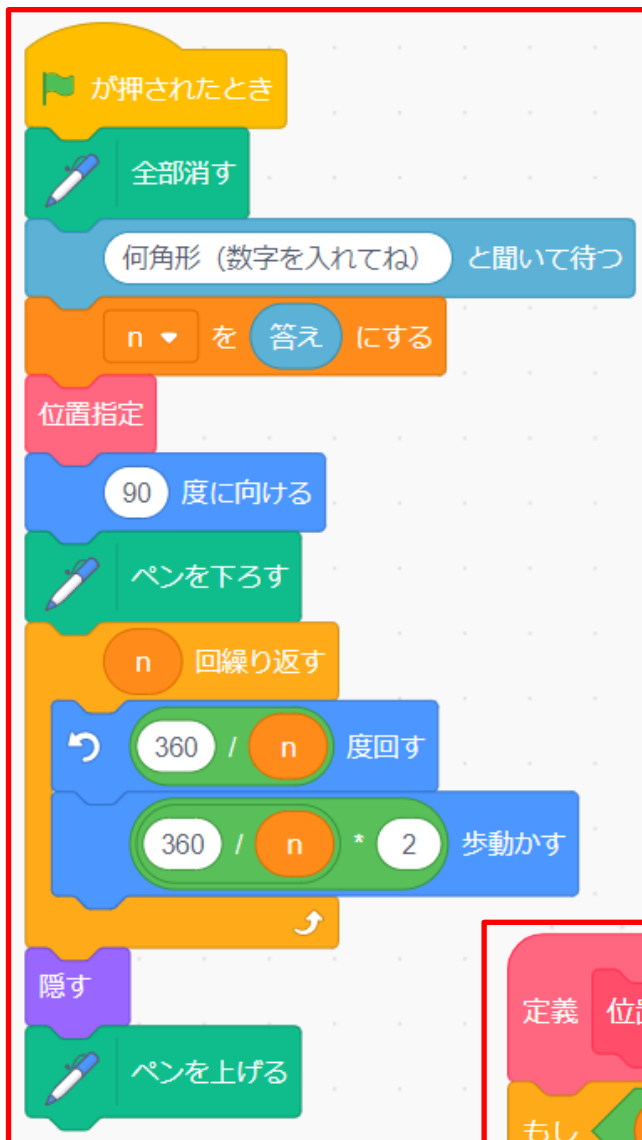 が押されたとき
全部消す
何角形（数字を入れてね） と聞いて待つ
n を 答え にする
位置指定
90 度に向ける
ペンを下ろす
n 回繰り返す
360 / n 度回す
360 / n * 2 歩動かす
隠す
ペンを上げる
定義 位
もし